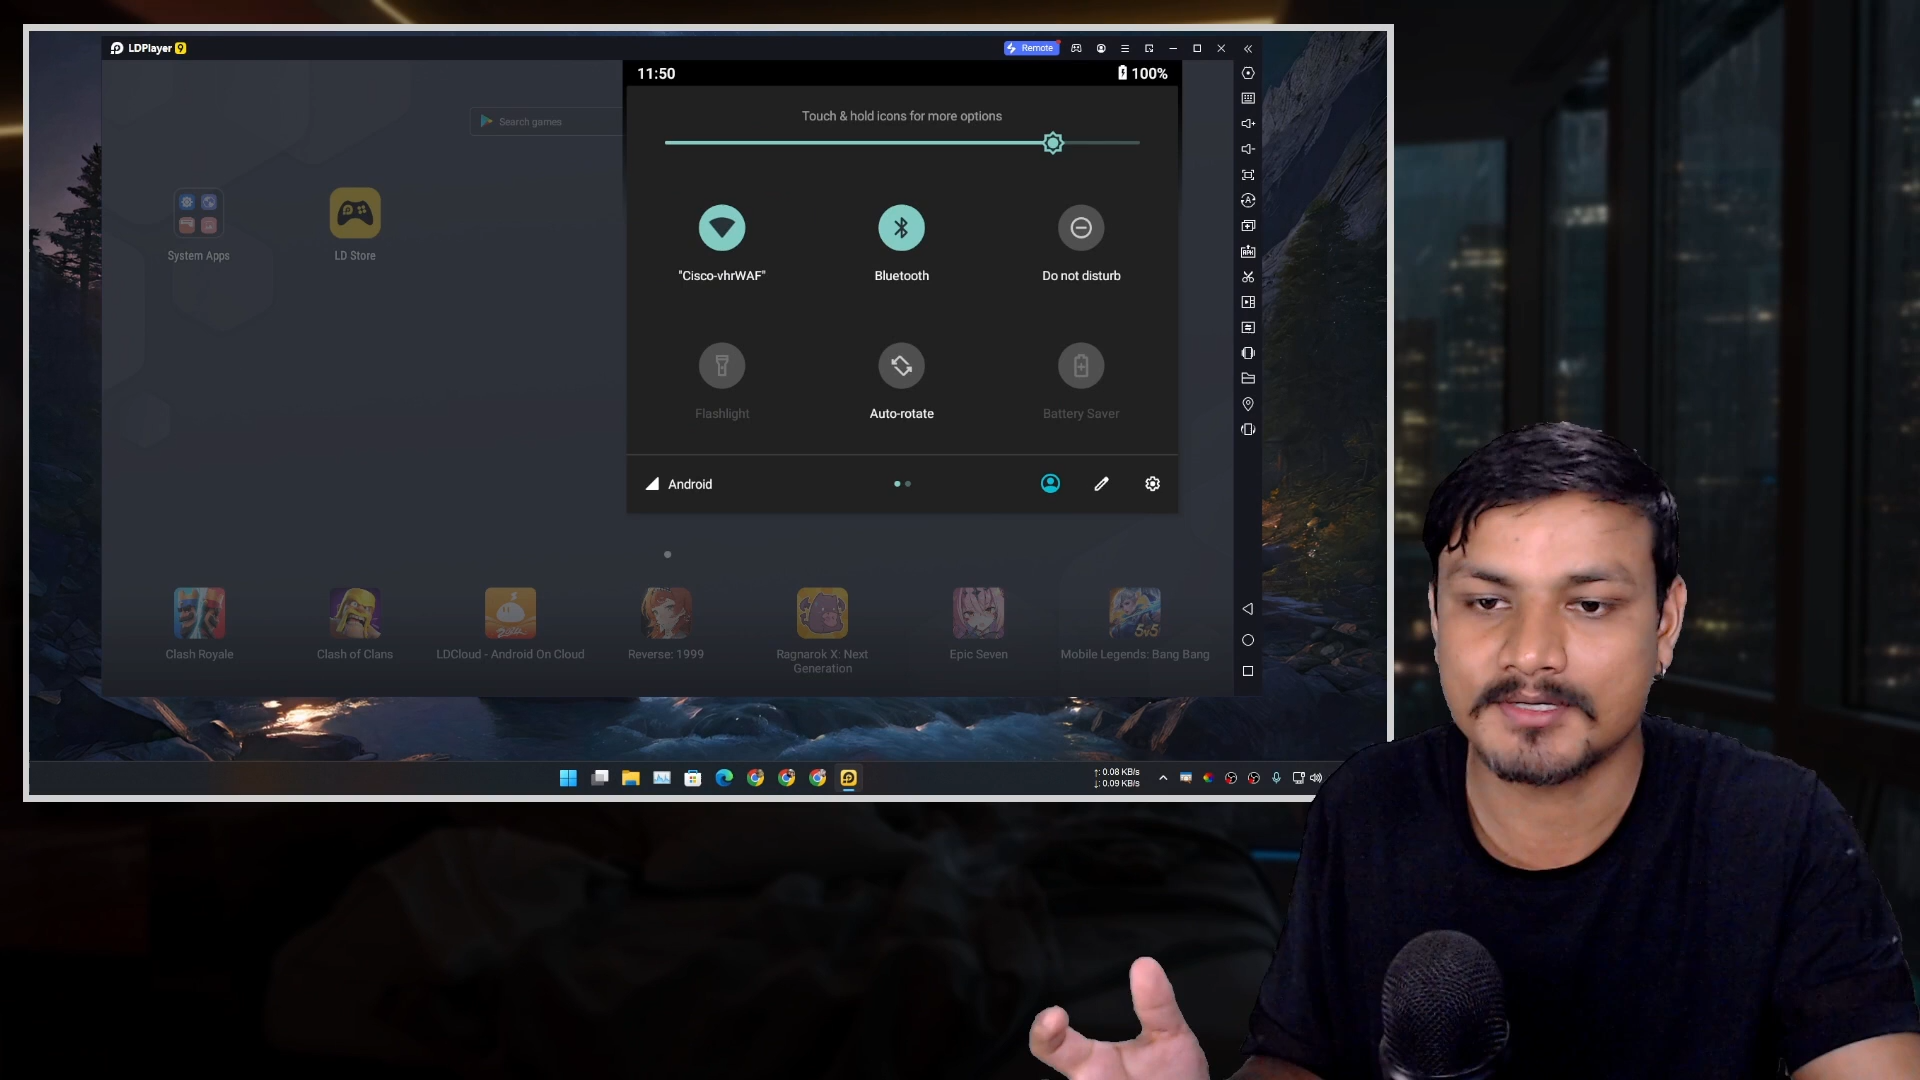 LDPlayer 9
Remote
11:50
100%
Touch & hold icons for more options
Search games
System Apps
LD Store
"Cisco-vhrWAF"
Bluetooth
Do not disturb
Flashlight
Auto-rotate
Battery Saver
Android
Clash Royale
Clash of Clans
LDCloud - Android On Cloud
Reverse: 1999
Ragnarok X: Next
Generation
Epic Seven
5v5
Mobile Legends: Bang Bang
↑: 0.08 KB/s
↓: 0.09 KB/s